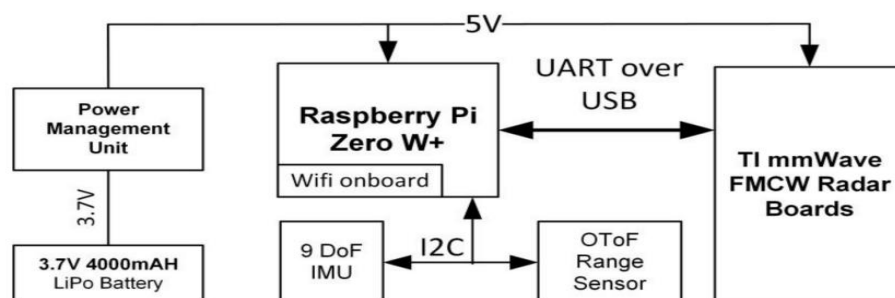 5V
Power
Management
Unit
3.7V
3.7V 4000mAH
LiPo Battery
Raspberry Pi
Zero W+
Wifi onboard
UART over
USB
TI mmWave
FMCW Radar
Boards
9 DoF
IMU
I2C
OToF
Range
Sensor